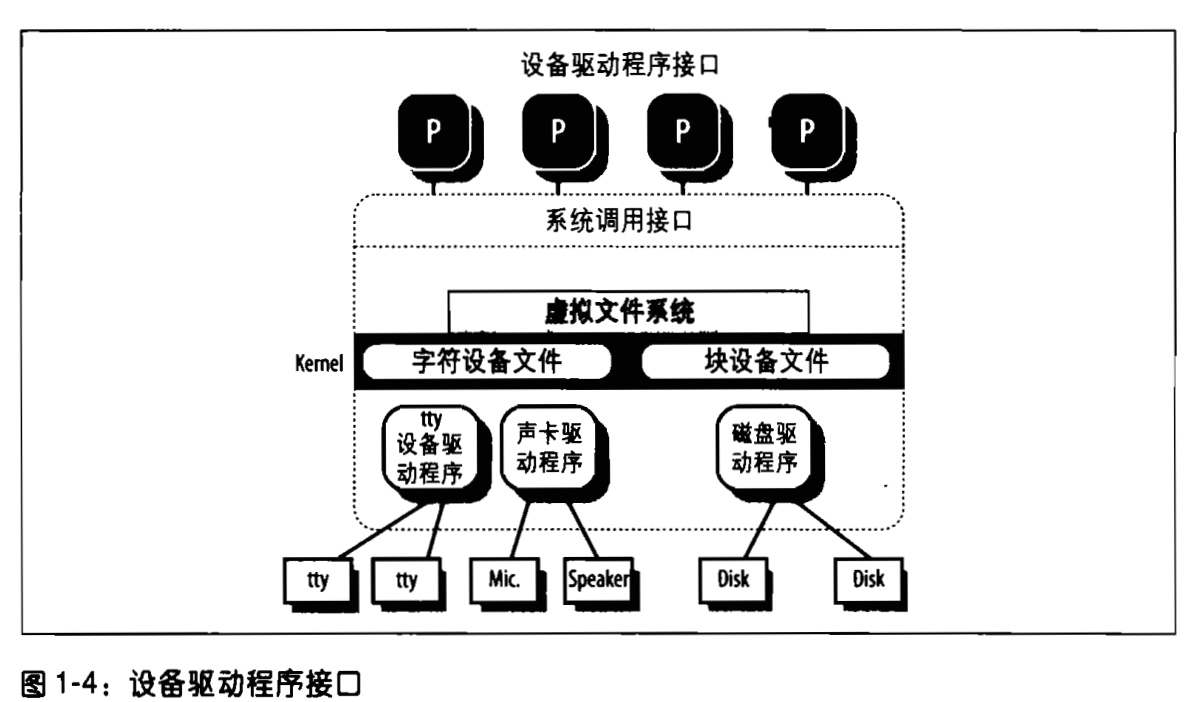 设备驱动程序接口
P P P P
系统调用接口
虚拟文件系统
Kernel 字符设备文件 块设备文件
tty
设备驱
动程序
声卡驱
动程序
磁盘驱
动程序
tty tty Mic. Speaker Disk Disk
图 1-4：设备驱动程序接口